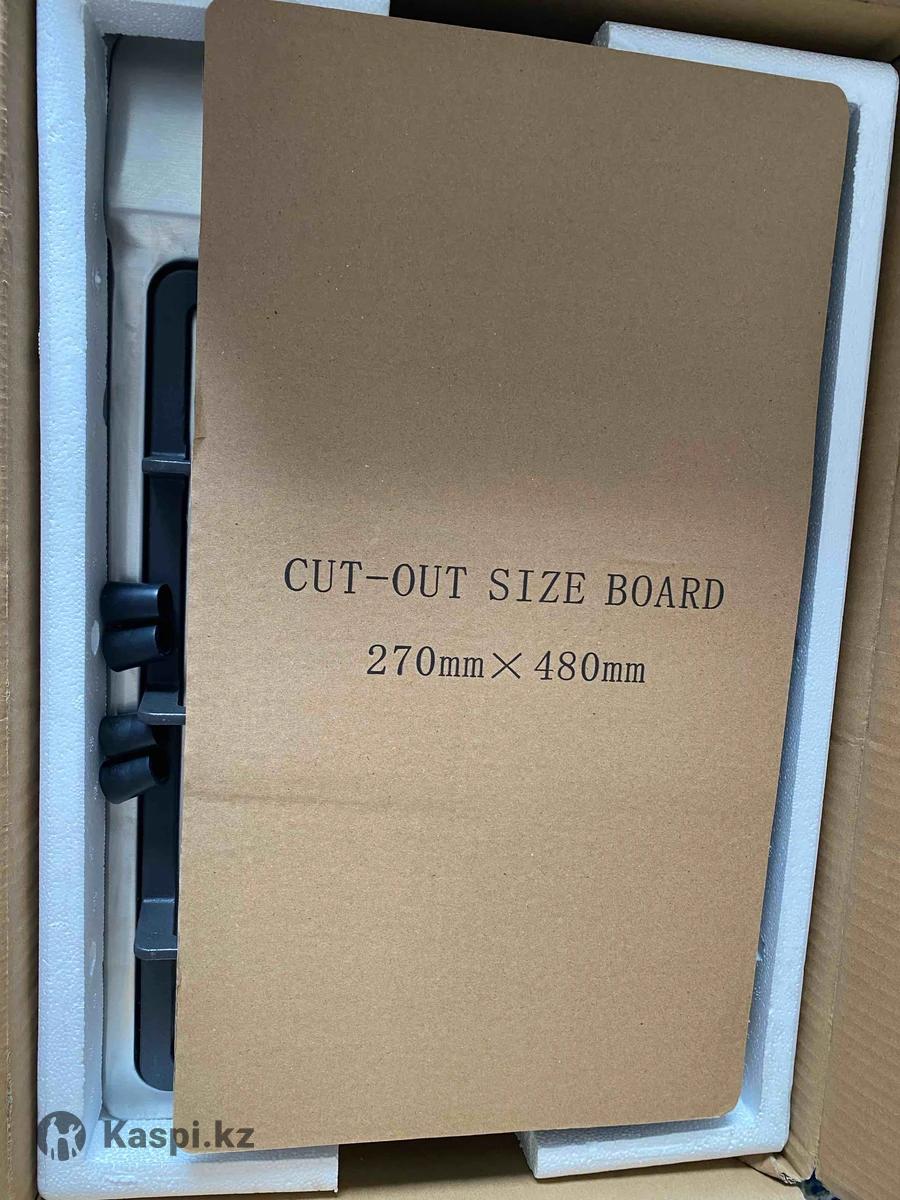 CUT-OUT SIZE BOARD
270mm×480mm
Kaspi.kz